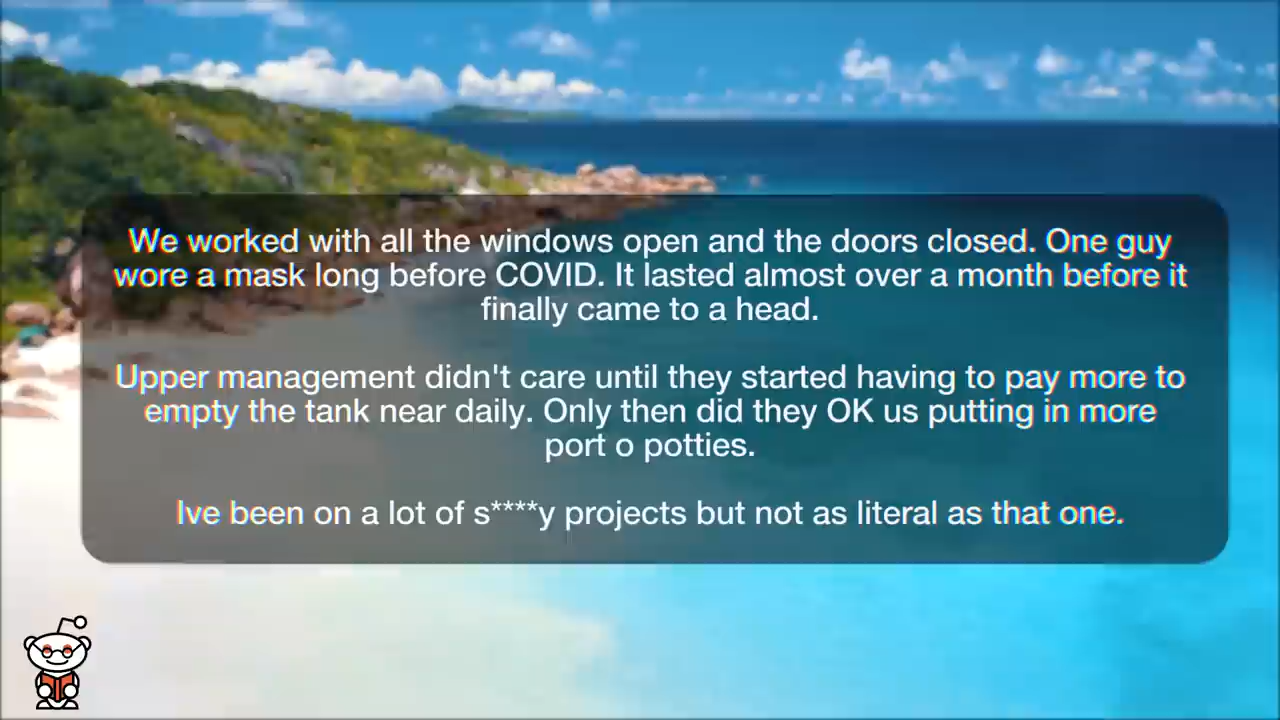 We worked with all the windows open and the doors closed. One guy
wore a mask long before COVID. It lasted almost over a month before it
finally came to a head.
Upper management didn't care until they started having to pay more to
empty the tank near daily. Only then did they OK us putting in more
port o potties.
Ive been on a lot of s****y projects but not as literal as that one.